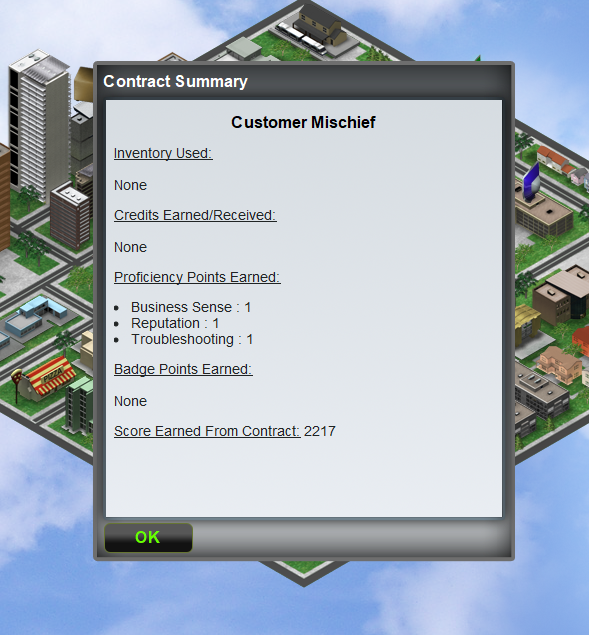 Contract Summary
Customer Mischief
Inventory Used:
None
Credits Earned/Received:
None
Proficiency Points Earned:
• Business Sense : 1
• Reputation : 1
• Troubleshooting : 1
Badge Points Earned:
None
Score Earned From Contract: 2217
PIZZA
OK